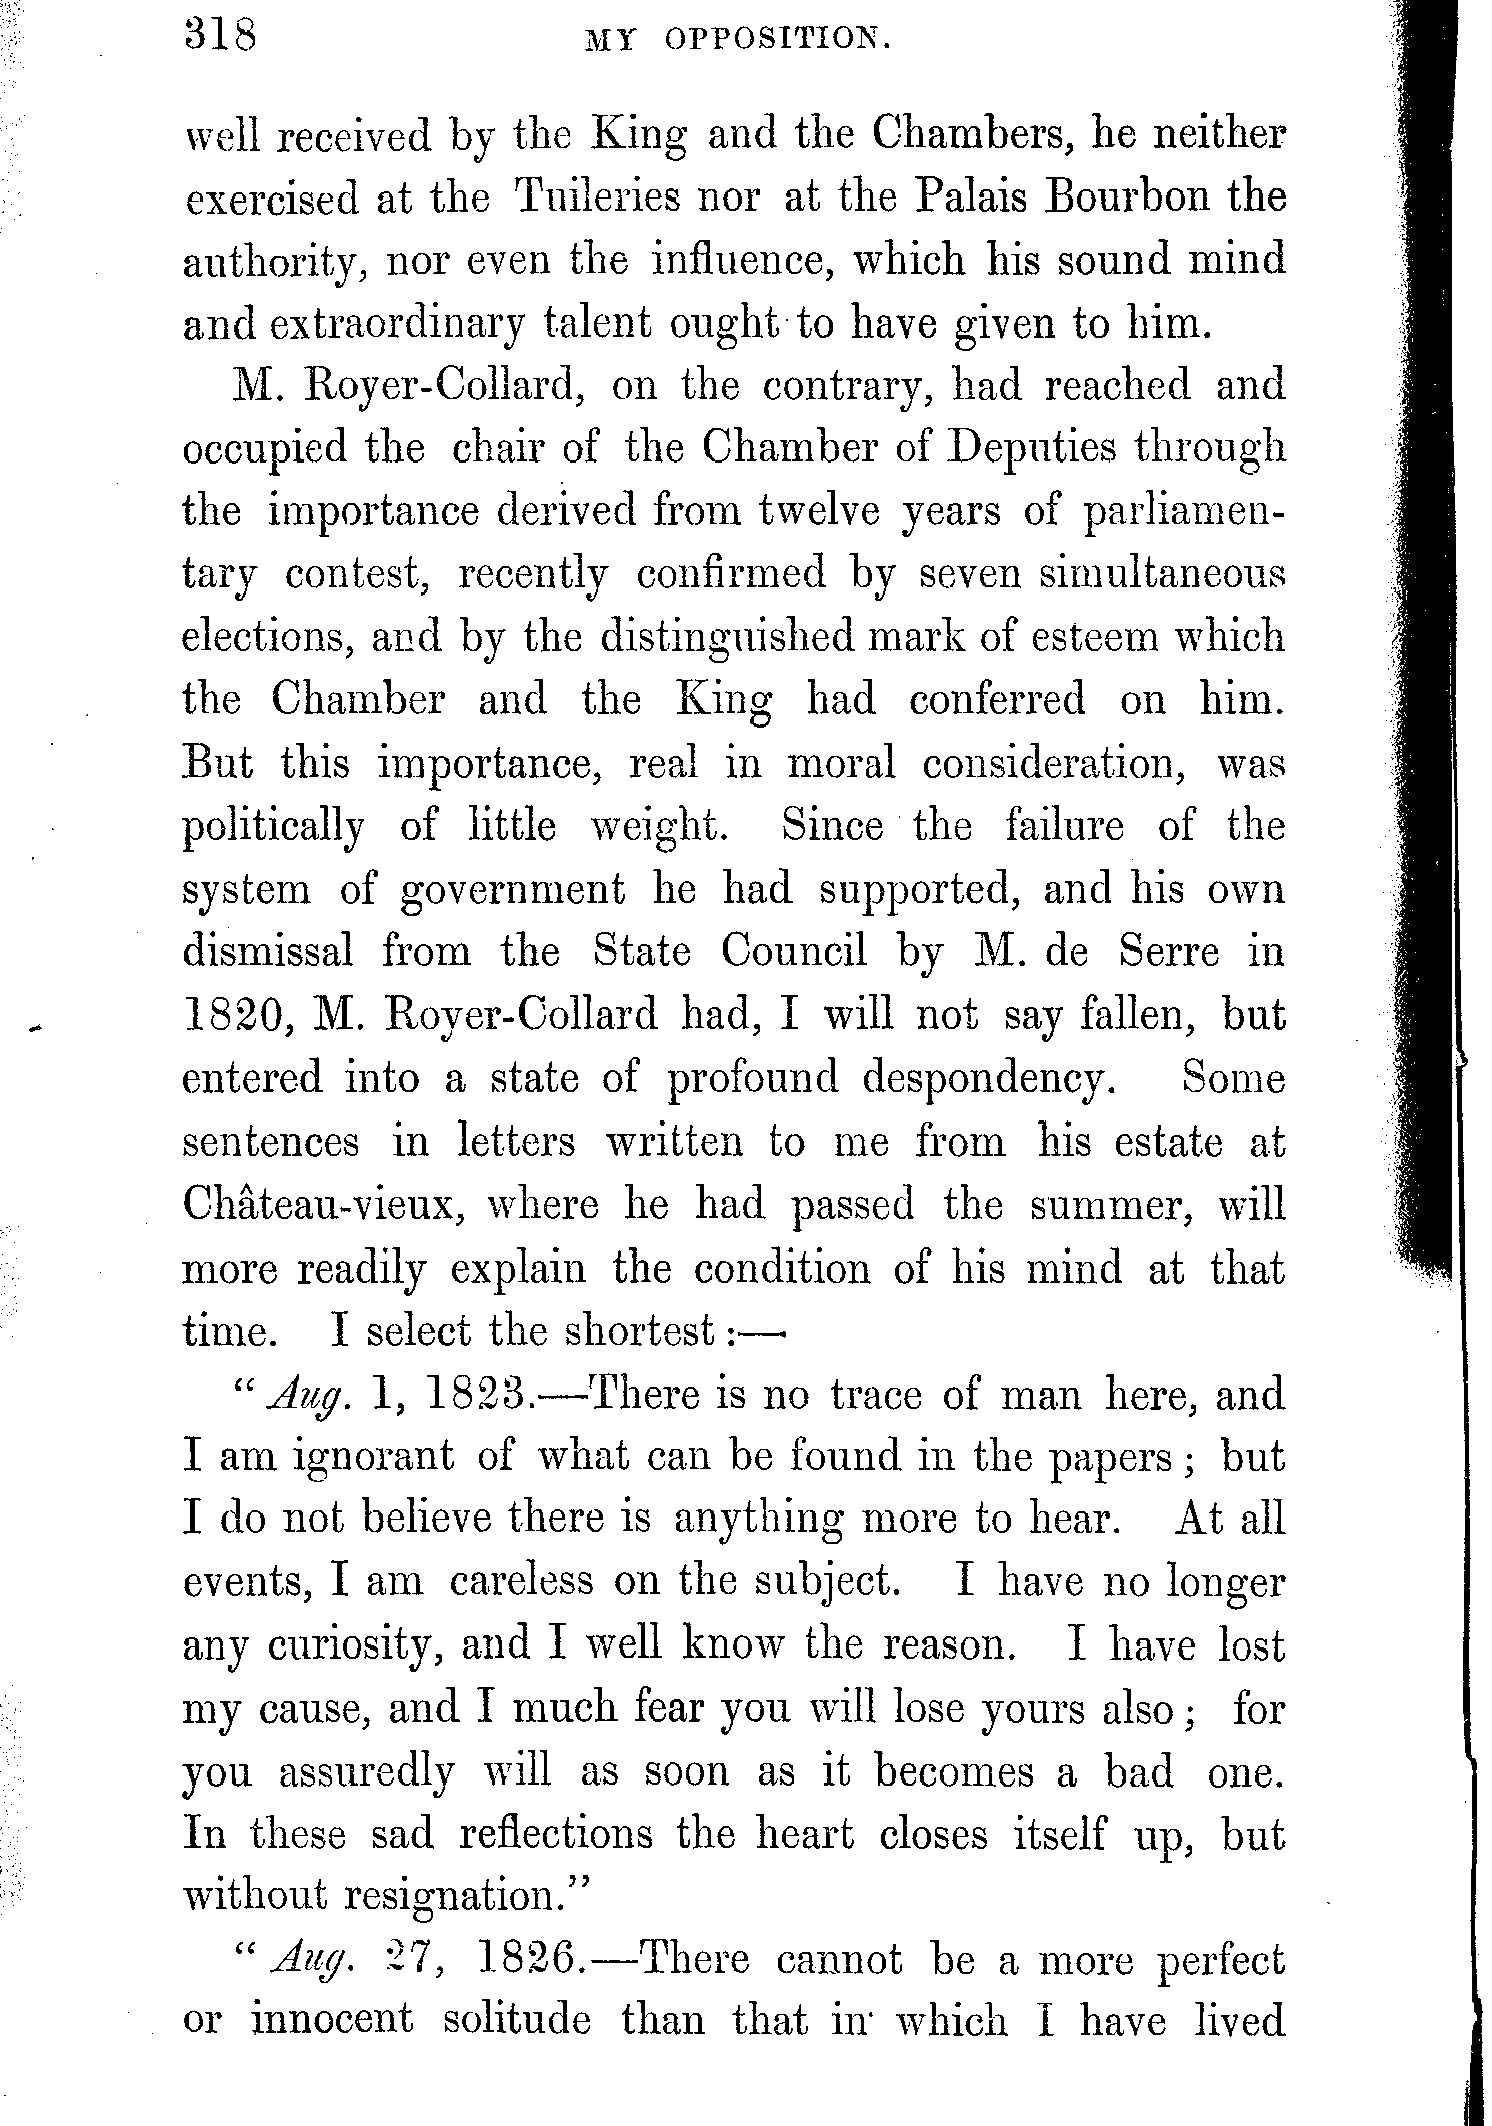 318 MY OPPOSITION.
well received by the King and the Chambers, he neither
exercised at the Tuileries nor at the Palais Bourbon the
authority, nor even the influence, which his sound mind
and extraordinary talent ought to have given to him.
M. Royer-Collard, on the contrary, had reached and
occupied the chair of the Chamber of Deputies through
the importance derived from twelve years of parliamen-
tary contest, recently confirmed by seven simultaneous
elections, and by the distinguished mark of esteem which
the Chamber and the King had conferred on him.
But this importance, real in moral consideration, was
politically of little weight. Since the failure of the
system of government he had supported, and his own
dismissal from the State Council by M. de Serre in
1820, M. Royer-Collard had, I will not say fallen, but
entered into a state of profound despondency. Some
sentences in letters written to me from his estate at
Château-vieux, where he had passed the summer, will
more readily explain the condition of his mind at that
time. I select the shortest :—
“ Aug. 1, 1823.—There is no trace of man here, and
I am ignorant of what can be found in the papers ; but
I do not believe there is anything more to hear. At all
events, I am careless on the subject. I have no longer
any curiosity, and I well know the reason. I have lost
my cause, and I much fear you will lose yours also ; for
you assuredly will as soon as it becomes a bad one.
In these sad reflections the heart closes itself up, but
without resignation.”
“ Aug. 27, 1826.—There cannot be a more perfect
or innocent solitude than that in which I have lived